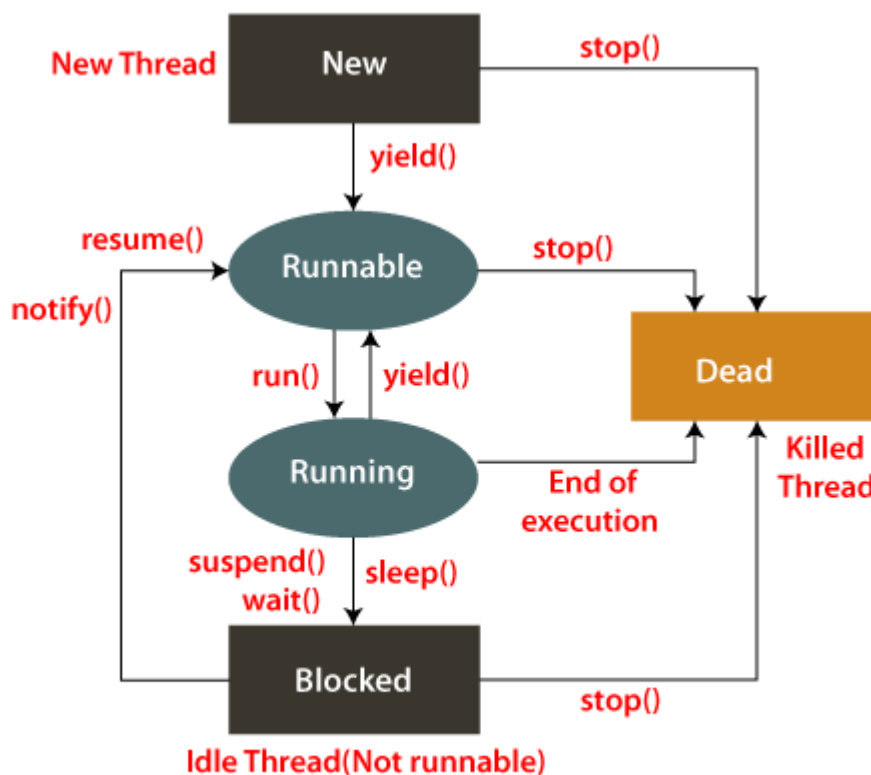 New Thread
New
stop()
yield()
resume()
Runnable
stop()
notify()
run()
yield()
Dead
Running
Killed
Thread
End of
execution
suspend()
wait()
sleep()
Blocked
stop()
Idle Thread(Not runnable)